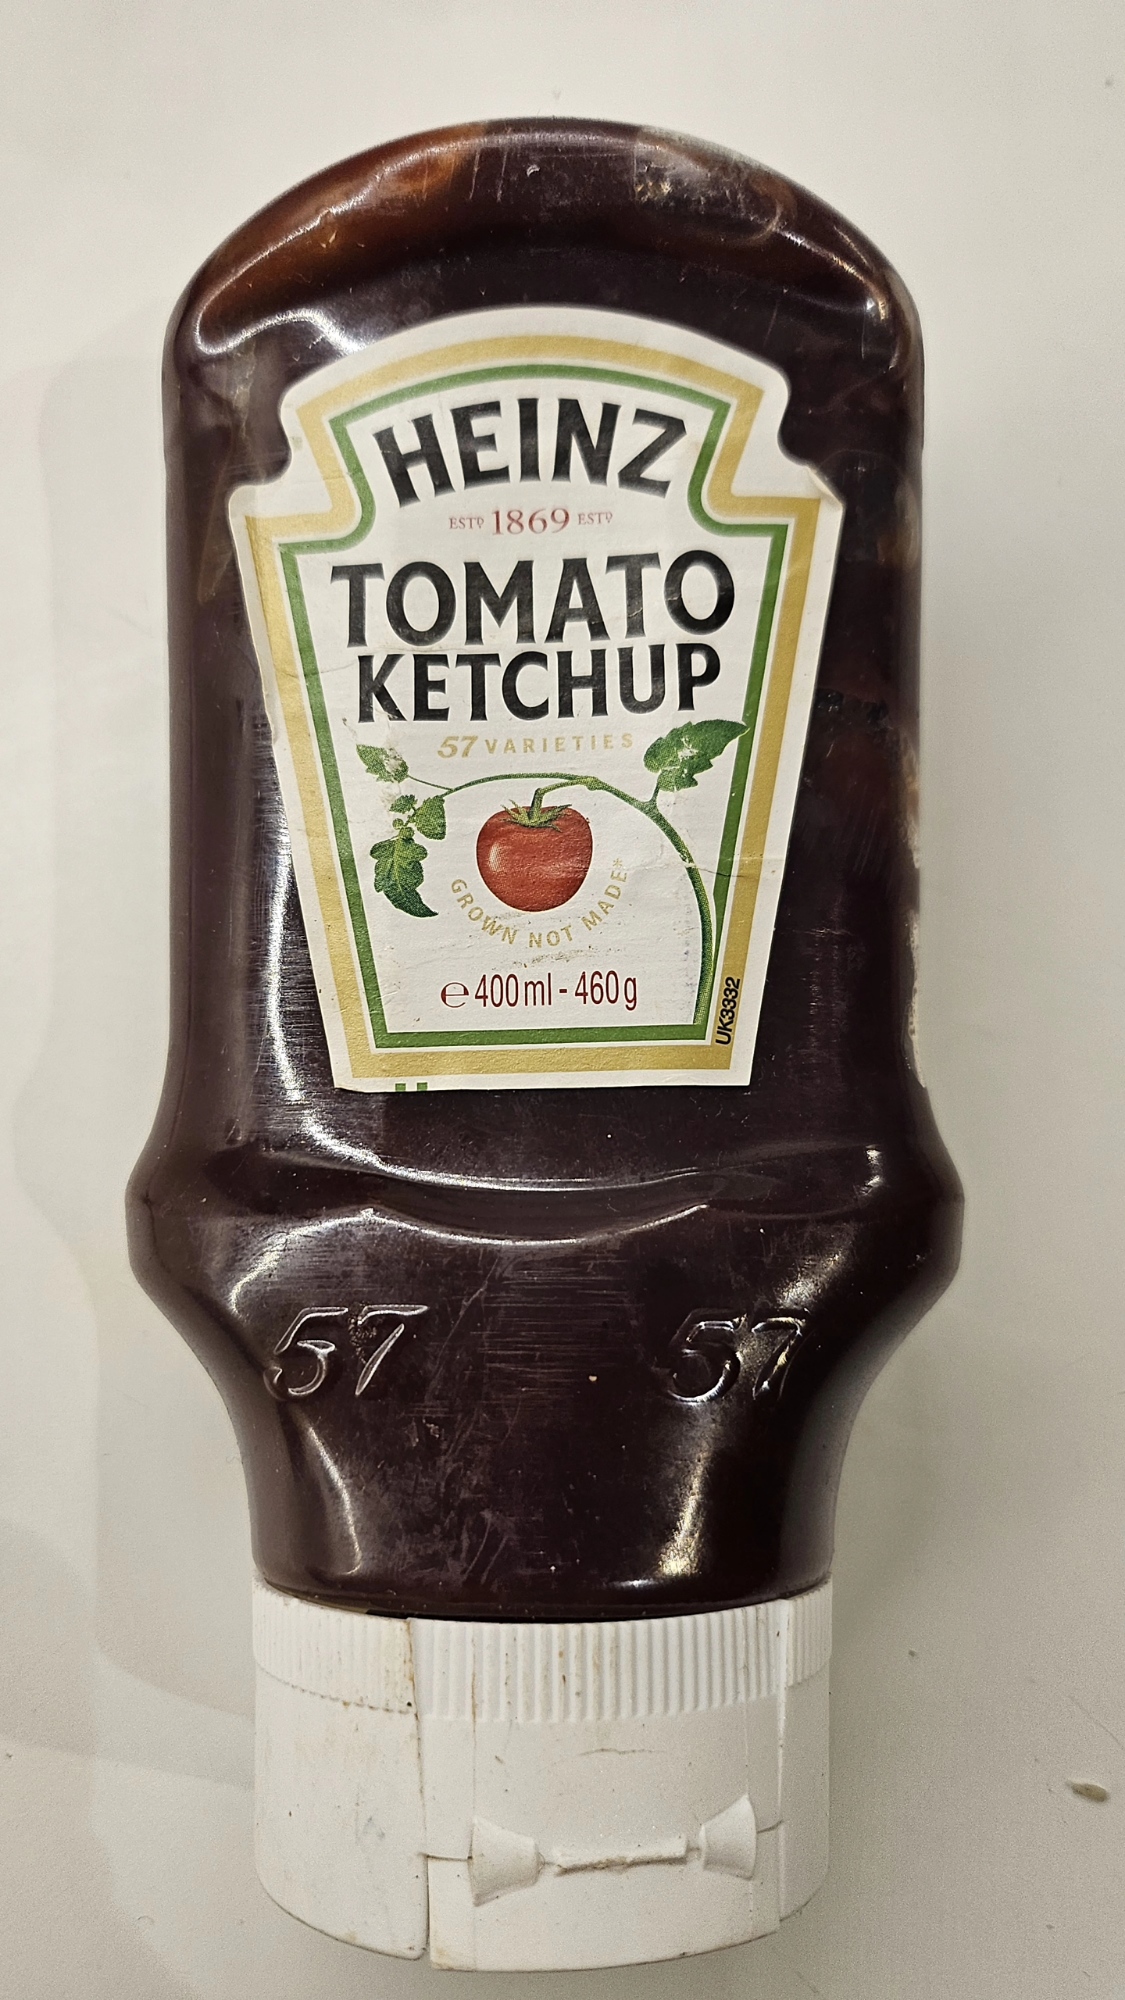 HEINZ
ESTD 1869 ESTD
TOMATO
KETCHUP
57 VARIETIES
GROWN NOT MADE*
℮ 400ml - 460g
UK3332
57 57